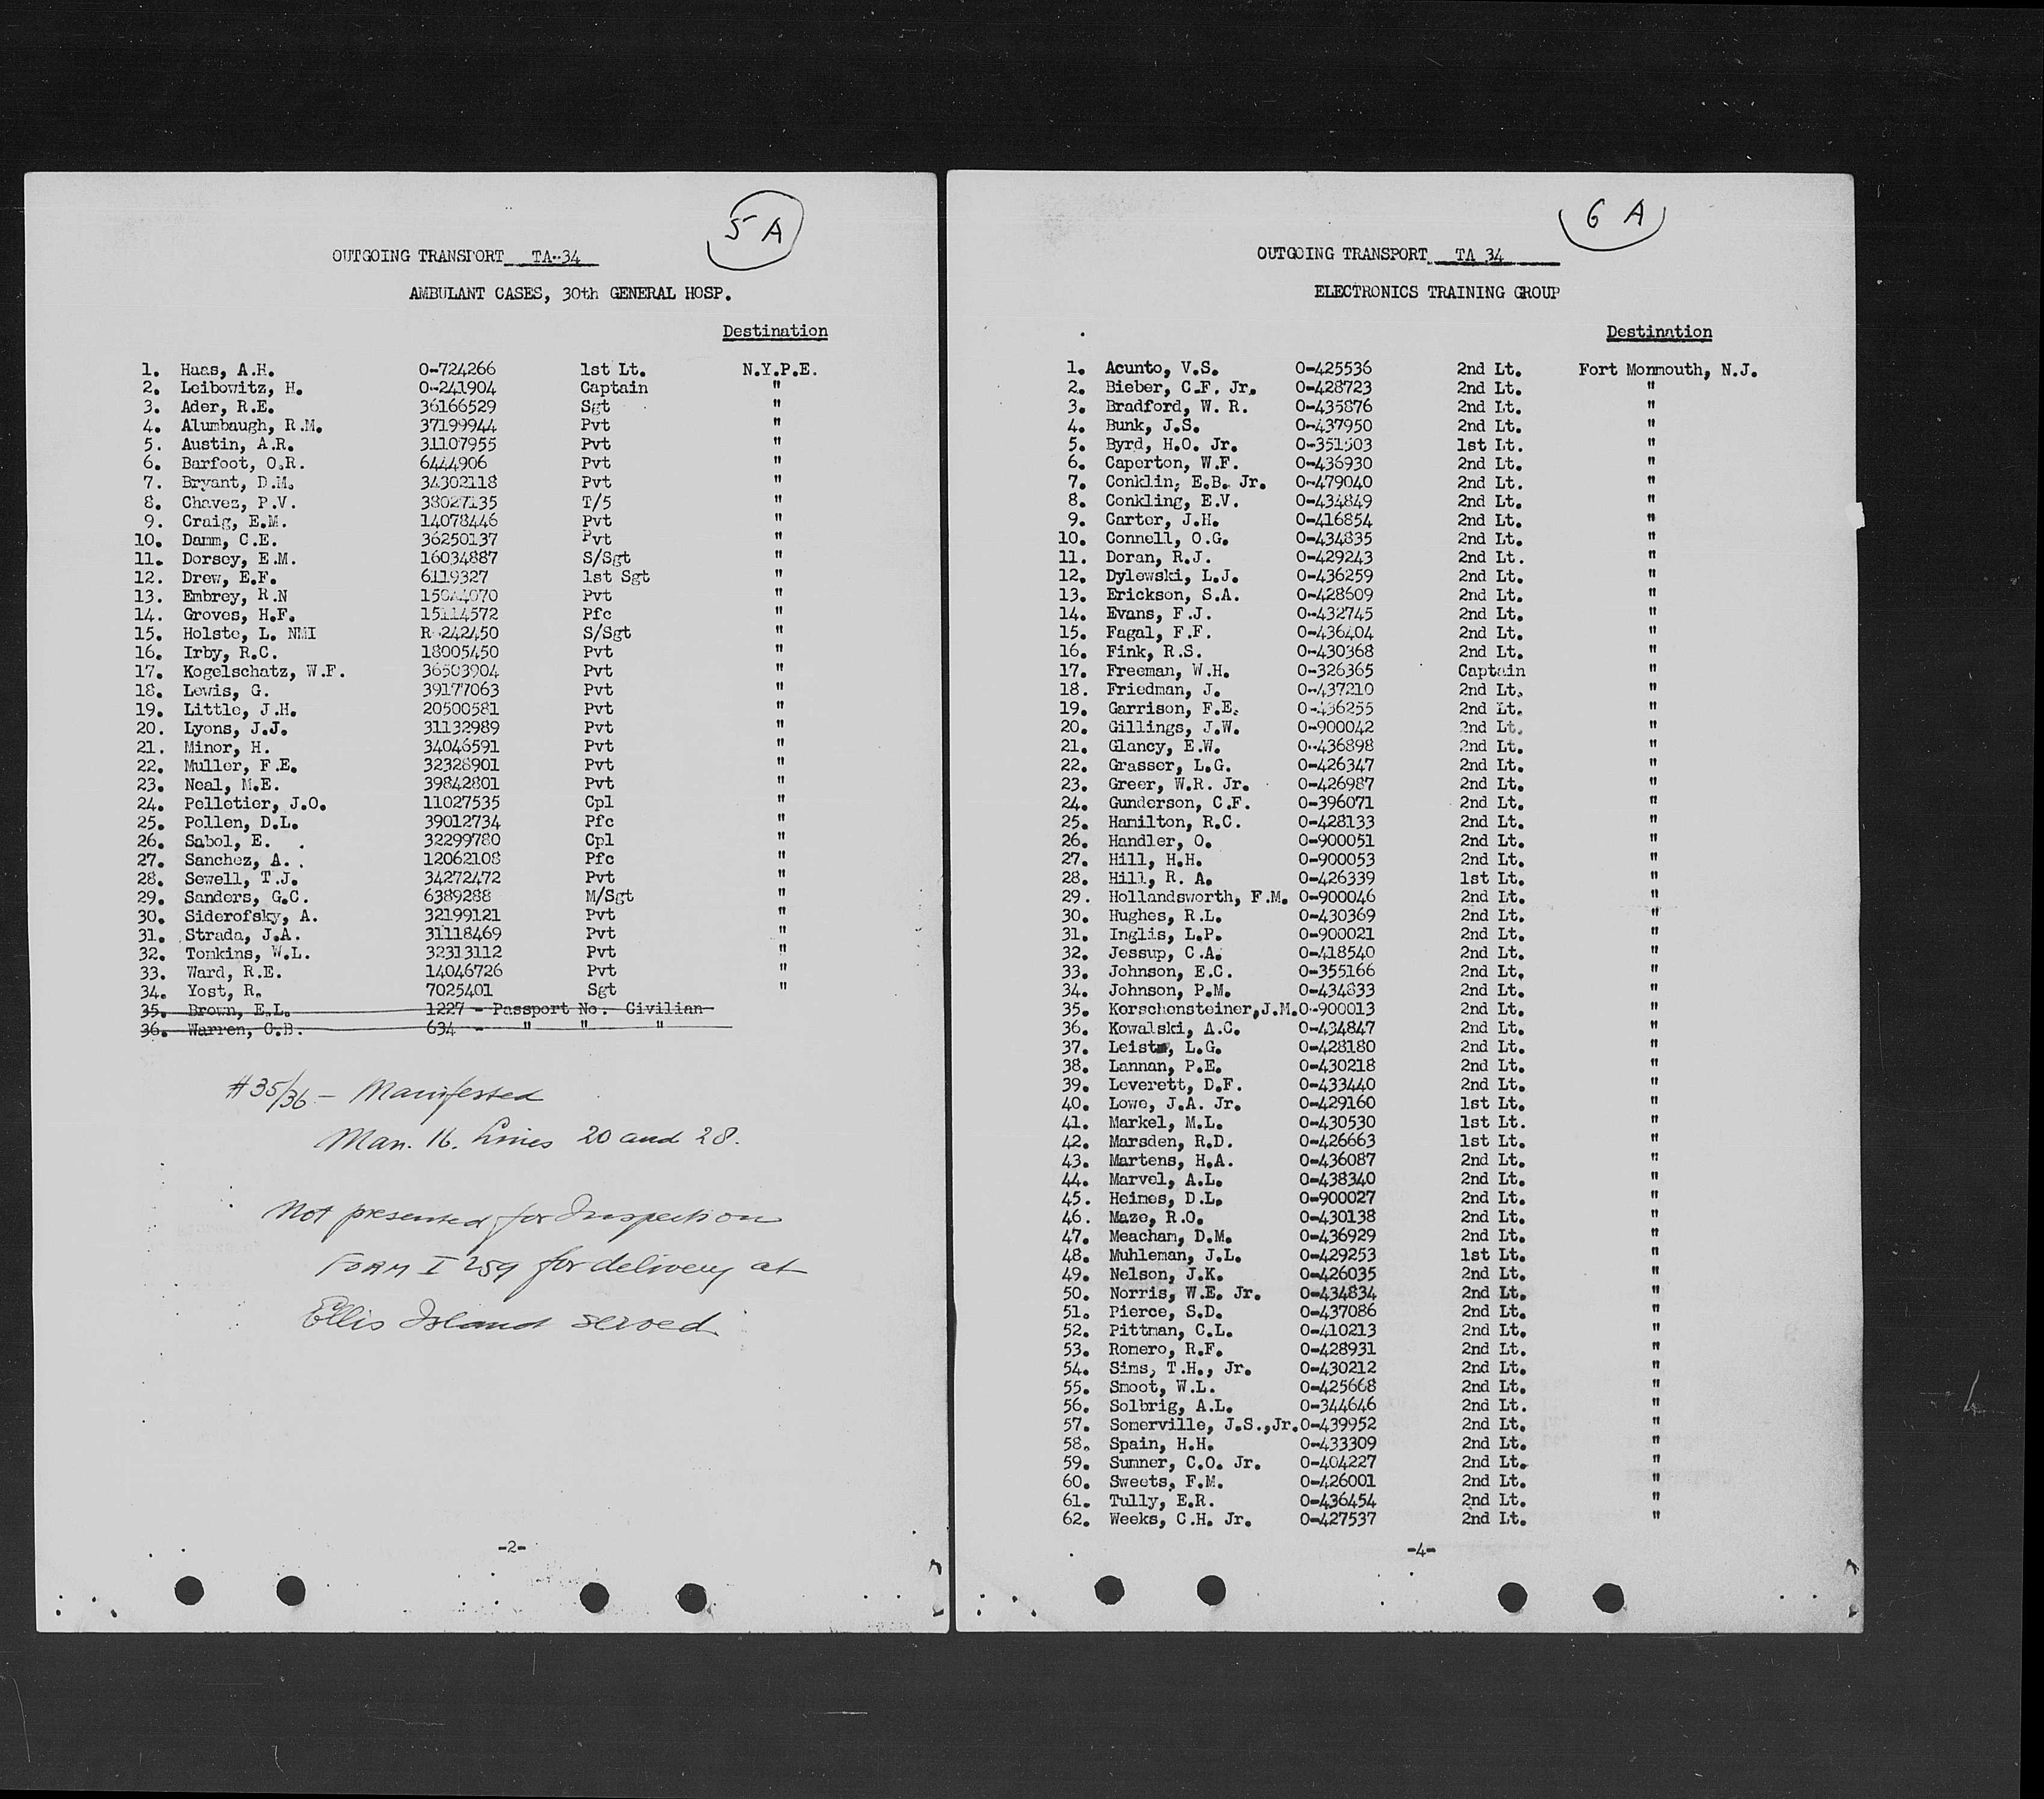 5 A
OUTGOING TRANSPORT TA-34
AMBULANT CASES, 30th GENERAL HOSP.
Destination
1. Haas, A.H. 0-724266 1st Lt. N.Y.P.E.
2. Leibowitz, H. 0-241904 Captain "
3. Ader, R.E. 36166529 Sgt "
4. Alumbaugh, R.M. 37199944 Pvt "
5. Austin, A.R. 31107955 Pvt "
6. Barfoot, O.R. 6444906 Pvt "
7. Bryant, D.M. 34302118 Pvt "
8. Chavez, P.V. 38027135 T/5 "
9. Craig, E.M. 14078446 Pvt "
10. Damm, C.E. 36250137 Pvt "
11. Dorsey, E.M. 16034887 S/Sgt "
12. Drew, E.F. 6119327 1st Sgt "
13. Embrey, R.N Pvt "
14. Groves, H.F. 15114572 Pfc "
15. Holste, L. NMI R-242450 S/Sgt "
16. Irby, R.C. 18005450 Pvt "
17. Kogelschatz, W.F. 36503904 Pvt "
18. Lewis, G. 39177063 Pvt "
19. Little, J.H. 20500581 Pvt "
20. Lyons, J.J. 31132989 Pvt "
21. Minor, H. 34046591 Pvt "
22. Muller, F.E. 32328901 Pvt "
23. Neal, M.E. 39842801 Pvt "
24. Pelletier, J.O. 11027535 Cpl "
25. Pollen, D.L. 39012734 Pfc "
26. Sabol, E. 32299780 Cpl "
27. Sanchez, A. 12062108 Pfc "
28. Sewell, T.J. 34272472 Pvt "
29. Sanders, G.C. 6389288 M/Sgt "
30. Siderofsky, A. 32199121 Pvt "
31. Strada, J.A. 31118469 Pvt "
32. Tomkins, W.L. 32313112 Pvt "
33. Ward, R.E. 14046726 Pvt "
34. Yost, R. 7025401 Sgt "
35. Brown, E.L. 1227 - Passport No. Civilian
36. Warren, C.B. 634 - " " "
#35/36 - Manifested
Man. 16. Lines 20 and 28.
Not presented for Inspection
FORM I 259 for delivery at
Ellis Island served.
-2-
6 A
OUTGOING TRANSPORT TA 34
ELECTRONICS TRAINING GROUP
Destination
1. Acunto, V.S. 0-425536 2nd Lt. Fort Monmouth, N.J.
2. Bieber, C.F. Jr. 0-428723 2nd Lt. "
3. Bradford, W. R. 0-435876 2nd Lt. "
4. Bunk, J.S. 0-437950 2nd Lt. "
5. Byrd, H.O. Jr. 0-351503 1st Lt. "
6. Caperton, W.F. 0-436930 2nd Lt. "
7. Conklin, E.B. Jr. 0-479040 2nd Lt. "
8. Conkling, E.V. 0-434849 2nd Lt. "
9. Carter, J.H. 0-416854 2nd Lt. "
10. Connell, O.G. 0-434835 2nd Lt. "
11. Doran, R.J. 0-429243 2nd Lt. "
12. Dylewski, L.J. 0-436259 2nd Lt. "
13. Erickson, S.A. 0-428609 2nd Lt. "
14. Evans, F.J. 0-432745 2nd Lt. "
15. Fagal, F.F. 0-436404 2nd Lt. "
16. Fink, R.S. 0-430368 2nd Lt. "
17. Freeman, W.H. 0-326365 Captain "
18. Friedman, J. 0-437210 2nd Lt. "
19. Garrison, F.E. 0-436255 2nd Lt. "
20. Gillings, J.W. 0-900042 2nd Lt. "
21. Glancy, E.W. 0-436898 2nd Lt. "
22. Grasser, L.G. 0-426347 2nd Lt. "
23. Greer, W.R. Jr. 0-426987 2nd Lt. "
24. Gunderson, C.F. 0-396071 2nd Lt. "
25. Hamilton, R.C. 0-428133 2nd Lt. "
26. Handler, O. 0-900051 2nd Lt. "
27. Hill, H.H. 0-900053 2nd Lt. "
28. Hill, R. A. 0-426339 1st Lt. "
29. Hollandsworth, F.M. 0-900046 2nd Lt. "
30. Hughes, R.L. 0-430369 2nd Lt. "
31. Inglis, L.P. 0-900021 2nd Lt. "
32. Jessup, C.A. 0-418540 2nd Lt. "
33. Johnson, E.C. 0-355166 2nd Lt. "
34. Johnson, P.M. 0-434833 2nd Lt. "
35. Kerschensteiner,J.M.0-900013 2nd Lt. "
36. Kowalski, A.C. 0-434847 2nd Lt. "
37. L.G. 0-428180 2nd Lt. "
38. Lannan, P.E. 0-430218 2nd Lt. "
39. Leverett, D.F. 0-433440 2nd Lt. "
40. Lowe, J.A. Jr. 0-429160 1st Lt. "
41. Markel, M.L. 0-430530 1st Lt. "
42. Marsden, R.D. 0-426663 1st Lt. "
43. Martens, H.A. 0-436087 2nd Lt. "
44. Marvel, A.L. 0-438340 2nd Lt. "
45. Heimes, D.L. 0-900027 2nd Lt. "
46. Maze, R.O. 0-430138 2nd Lt. "
47. Meacham, D.M. 0-436929 2nd Lt. "
48. Muhleman, J.L. 0-429253 1st Lt. "
49. Nelson, J.K. 0-426035 2nd Lt. "
50. Norris, W.E. Jr. 0-434834 2nd Lt. "
51. Pierce, S.D. 0-437086 2nd Lt. "
52. Pittman, C.L. 0-410213 2nd Lt. "
53. Romero, R.F. 0-428931 2nd Lt. "
54. Sims, T.H., Jr. 0-430212 2nd Lt. "
55. Smoot, W.L. 0-425668 2nd Lt. "
56. Solbrig, A.L. 0-344646 2nd Lt. "
57. Somerville, J.S.,Jr.0-439952 2nd Lt. "
58. Spain, H.H. 0-433309 2nd Lt. "
59. Sumner, C.O. Jr. 0-404227 2nd Lt. "
60. Sweets, F.M. 0-426001 2nd Lt. "
61. Tully, E.R. 0-436454 2nd Lt. "
62. Weeks, C.H. Jr. 0-427537 2nd Lt. "
-4-